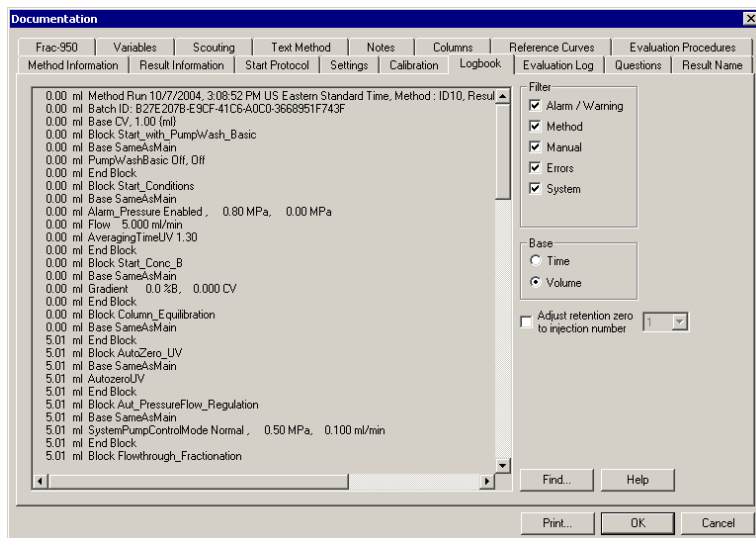 Documentation
Frac-950 Variables Scouting Text Method Notes Columns Reference Curves Evaluation Procedures
Method Information Result Information Start Protocol Settings Calibration Logbook Evaluation Log Questions Result Name
0.00 ml Method Run 10/7/2004, 3:08:52 PM US Eastern Standard Time, Method : ID10, Resul
0.00 ml Batch ID: B27E207B-E9CF-41C6-A0C0-3668951F743F
0.00 ml Base CV, 1.00 {ml}
0.00 ml Block Start_with_PumpWash_Basic
0.00 ml Base SameAsMain
0.00 ml PumpWashBasic Off, Off
0.00 ml End Block
0.00 ml Block Start_Conditions
0.00 ml Base SameAsMain
0.00 ml Alarm_Pressure Enabled , 0.80 MPa, 0.00 MPa
0.00 ml Flow 5.000 ml/min
0.00 ml AveragingTimeUV 1.30
0.00 ml End Block
0.00 ml Block Start_Conc_B
0.00 ml Base SameAsMain
0.00 ml Gradient 0.0 %B, 0.000 CV
0.00 ml End Block
0.00 ml Block Column_Equilibration
0.00 ml Base SameAsMain
5.01 ml Block AutoZero_UV
5.01 ml Base SameAsMain
5.01 ml AutozeroUV
5.01 ml End Block
5.01 ml Block Aut_PressureFlow_Regulation
5.01 ml Base SameAsMain
5.01 ml SystemPumpControlMode Normal , 0.50 MPa, 0.100 ml/min
5.01 ml End Block
5.01 ml Block Flowthrough_Fractionation
Filter
Alarm / Warning
Method
Manual
Errors
System
Base
Time
Volume
Adjust retention zero
to injection number
1
Find... Help
Print... OK Cancel